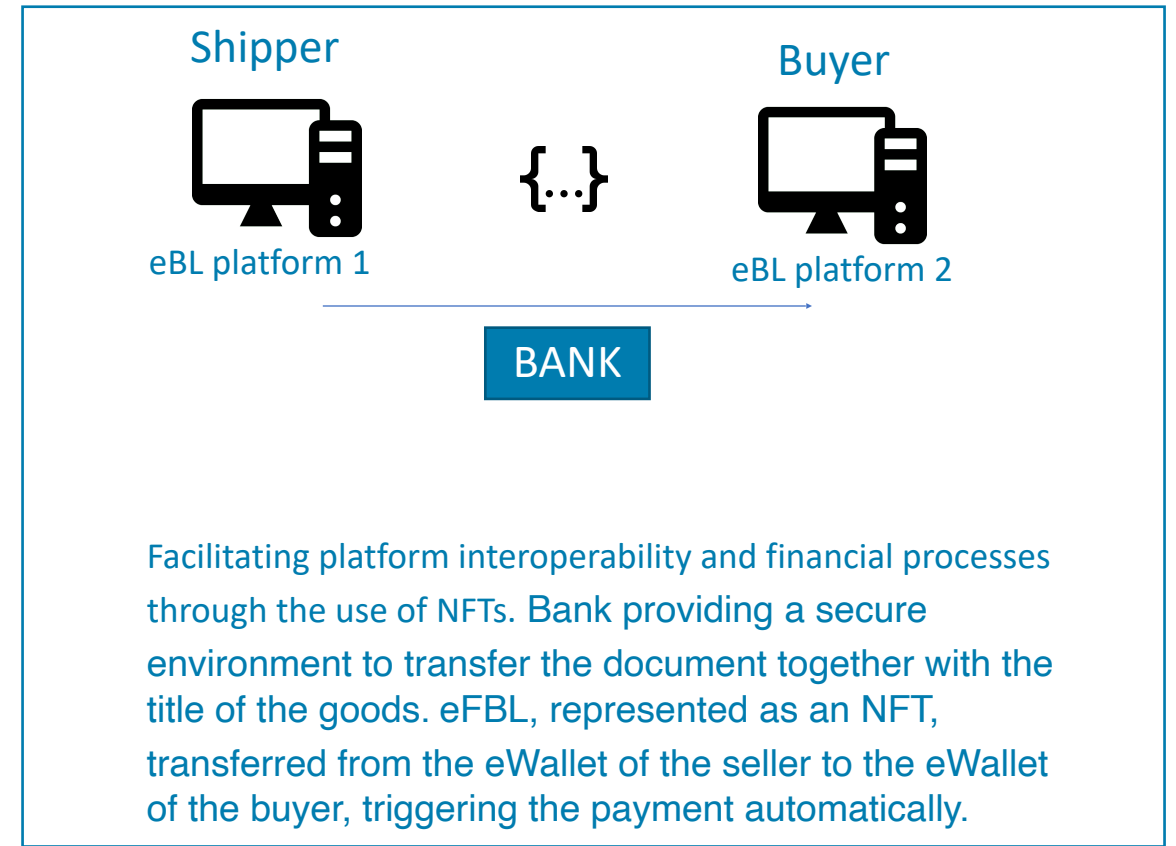 Shipper
Buyer
{...}
eBL platform 1
eBL platform 2
BANK
Facilitating platform interoperability and financial processes
through the use of NFTs. Bank providing a secure
environment to transfer the document together with the
title of the goods. eFBL, represented as an NFT,
transferred from the eWallet of the seller to the eWallet
of the buyer, triggering the payment automatically.